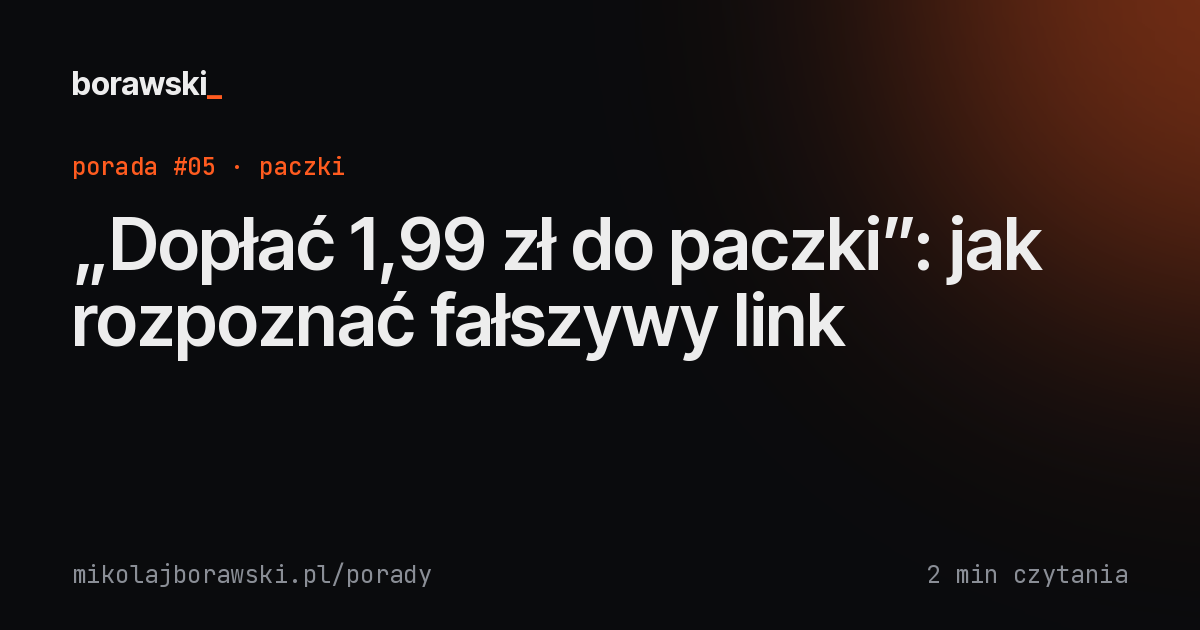 borawski_
porada #05 · paczki
„Dopłać 1,99 zł do paczki”: jak
rozpoznać fałszywy link
mikolajborawski.pl/porady
2 min czytania